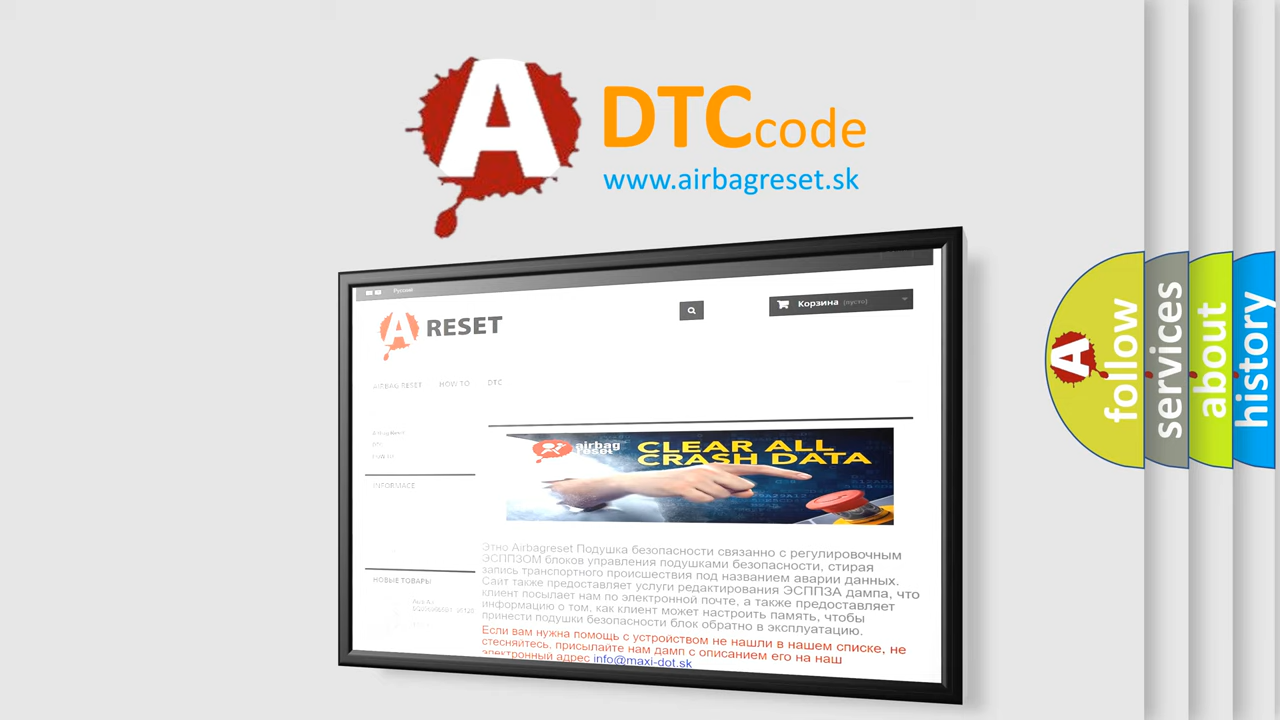 A DTCcode
www.airbagreset.sk
Русский
Корзина (пусто)
A RESET
AIRBAG RESET HOW TO DTC
Airbag Reset
INFORMACE
airbag reset
CLEAR ALL
CRASH DATA
Этно Airbagreset Подушка безопасности связанно с регулировочным
ЭСППЗОМ блоков управления подушками безопасности, стирая
запись транспортного происшествия под названием аварии данных.
Сайт также предоставляет услуги редактирования ЭСППЗА дампа, что
клиент посылает нам по электронной почте, а также предоставляет
информацию о том, как клиент может настроить память, чтобы
принести подушки безопасности блок обратно в эксплуатацию.
Если вам нужна помощь с устройством не нашли в нашем списке, не
стесняйтесь, присылайте нам дамп с описанием его на наш
электронный адрес info@maxi-dot.sk
НОВЫЕ ТОВАРЫ
A follow
services
about
history